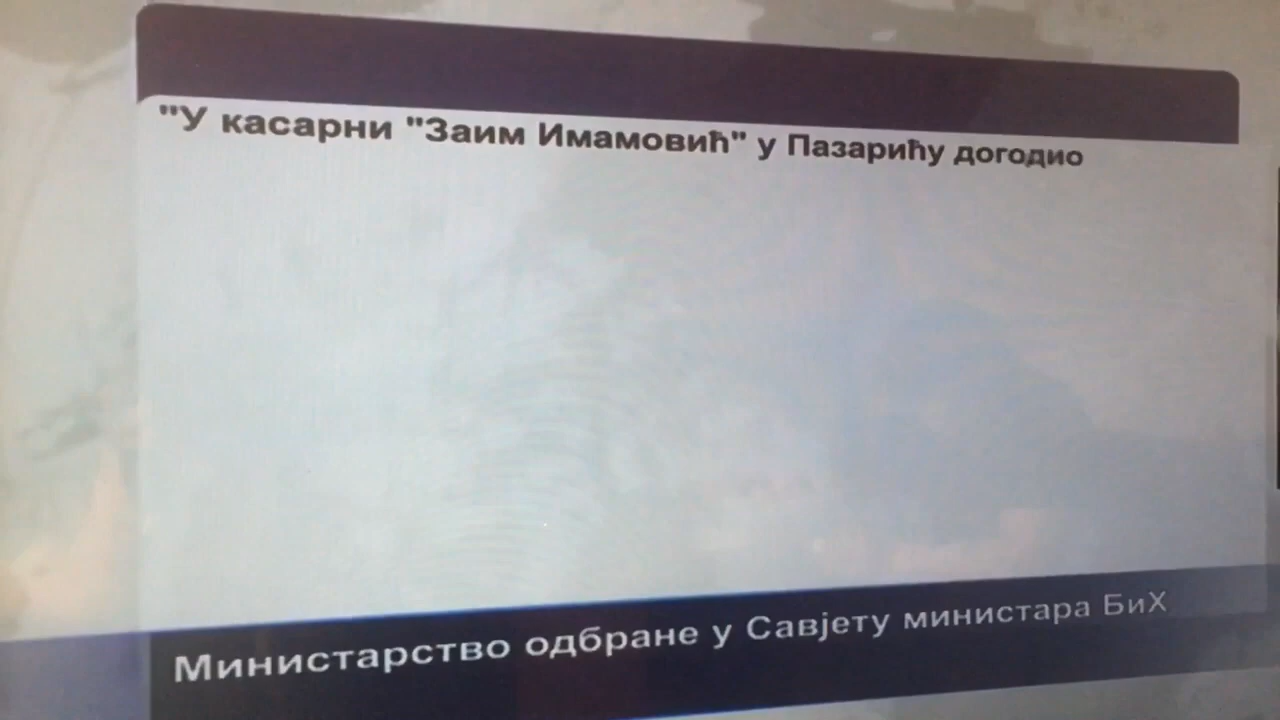 "У касарни "Заим Имамовић" у Пазарићу догодио
Министарство одбране у Савјету министара БиХ